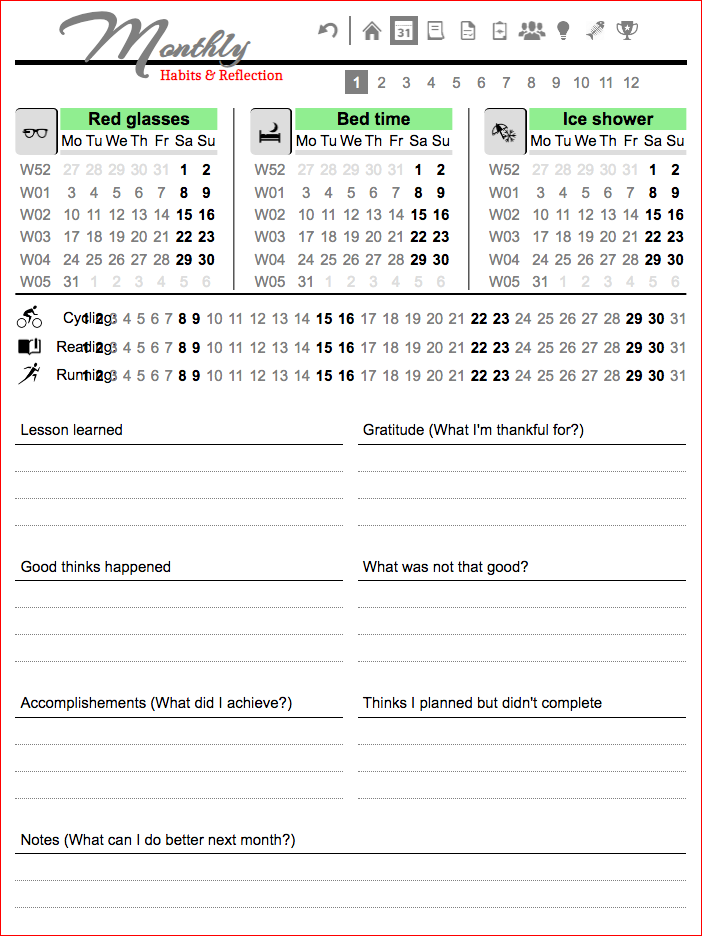 Monthly
31
Habits & Reflection
1 2 3 4 5 6 7 8 9 10 11 12
Red glasses
Mo Tu We Th Fr Sa Su
W52 27 28 29 30 31 1 2
W01 3 4 5 6 7 8 9
W02 10 11 12 13 14 15 16
W03 17 18 19 20 21 22 23
W04 24 25 26 27 28 29 30
W05 31 1 2 3 4 5 6
Bed time
Mo Tu We Th Fr Sa Su
W52 27 28 29 30 31 1 2
W01 3 4 5 6 7 8 9
W02 10 11 12 13 14 15 16
W03 17 18 19 20 21 22 23
W04 24 25 26 27 28 29 30
W05 31 1 2 3 4 5 6
Ice shower
Mo Tu We Th Fr Sa Su
W52 27 28 29 30 31 1 2
W01 3 4 5 6 7 8 9
W02 10 11 12 13 14 15 16
W03 17 18 19 20 21 22 23
W04 24 25 26 27 28 29 30
W05 31 1 2 3 4 5 6
Cycling: 1 2 3 4 5 6 7 8 9 10 11 12 13 14 15 16 17 18 19 20 21 22 23 24 25 26 27 28 29 30 31
Reading: 1 2 3 4 5 6 7 8 9 10 11 12 13 14 15 16 17 18 19 20 21 22 23 24 25 26 27 28 29 30 31
Running: 1 2 3 4 5 6 7 8 9 10 11 12 13 14 15 16 17 18 19 20 21 22 23 24 25 26 27 28 29 30 31
Lesson learned
Gratitude (What I'm thankful for?)
Good thinks happened
What was not that good?
Accomplishements (What did I achieve?)
Thinks I planned but didn't complete
Notes (What can I do better next month?)